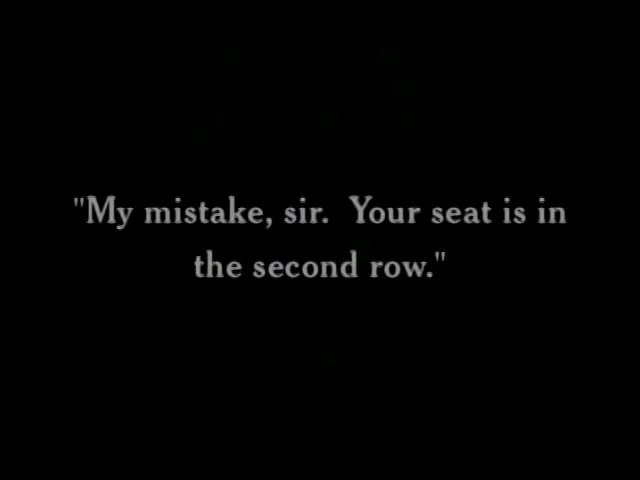 "My mistake, sir.  Your seat is in
the second row."